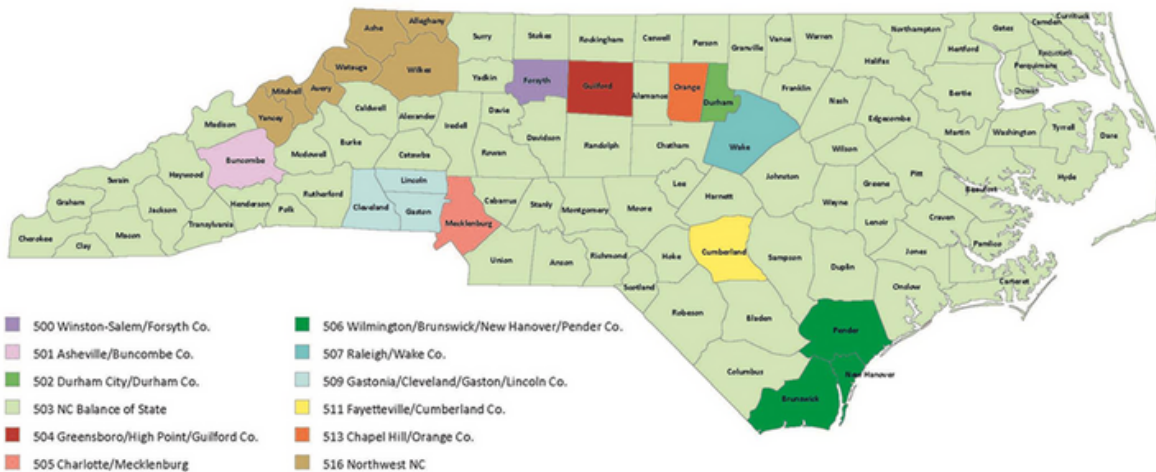 Ashe
Alleghany
Surry
Stokes
Rockingham
Caswell
Person
Granville
Vance
Warren
Northampton
Gates
Camden
Currituck
Hertford
Halifax
Perquimans
Watauga
Wilkes
Yadkin
Forsyth
Guilford
Alamance
Orange
Durham
Franklin
Nash
Bertie
Chowan
Mitchell
Avery
Yancey
Caldwell
Alexander
Iredell
Davie
Davidson
Randolph
Chatham
Wake
Edgecombe
Martin
Washington
Tyrrell
Dare
Madison
Buncombe
McDowell
Burke
Catawba
Rowan
Wilson
Johnston
Pitt
Hyde
Beaufort
Swain
Haywood
Graham
Jackson
Henderson
Rutherford
Polk
Transylvania
Cleveland
Lincoln
Gaston
Mecklenburg
Cabarrus
Stanly
Montgomery
Moore
Lee
Harnett
Wayne
Greene
Lenoir
Craven
Pamlico
Cherokee
Clay
Macon
Union
Anson
Richmond
Hoke
Scotland
Cumberland
Sampson
Duplin
Jones
Onslow
Carteret
Robeson
Bladen
Pender
Columbus
Brunswick
New Hanover
500 Winston-Salem/Forsyth Co.
501 Asheville/Buncombe Co.
502 Durham City/Durham Co.
503 NC Balance of State
504 Greensboro/High Point/Guilford Co.
505 Charlotte/Mecklenburg
506 Wilmington/Brunswick/New Hanover/Pender Co.
507 Raleigh/Wake Co.
509 Gastonia/Cleveland/Gaston/Lincoln Co.
511 Fayetteville/Cumberland Co.
513 Chapel Hill/Orange Co.
516 Northwest NC